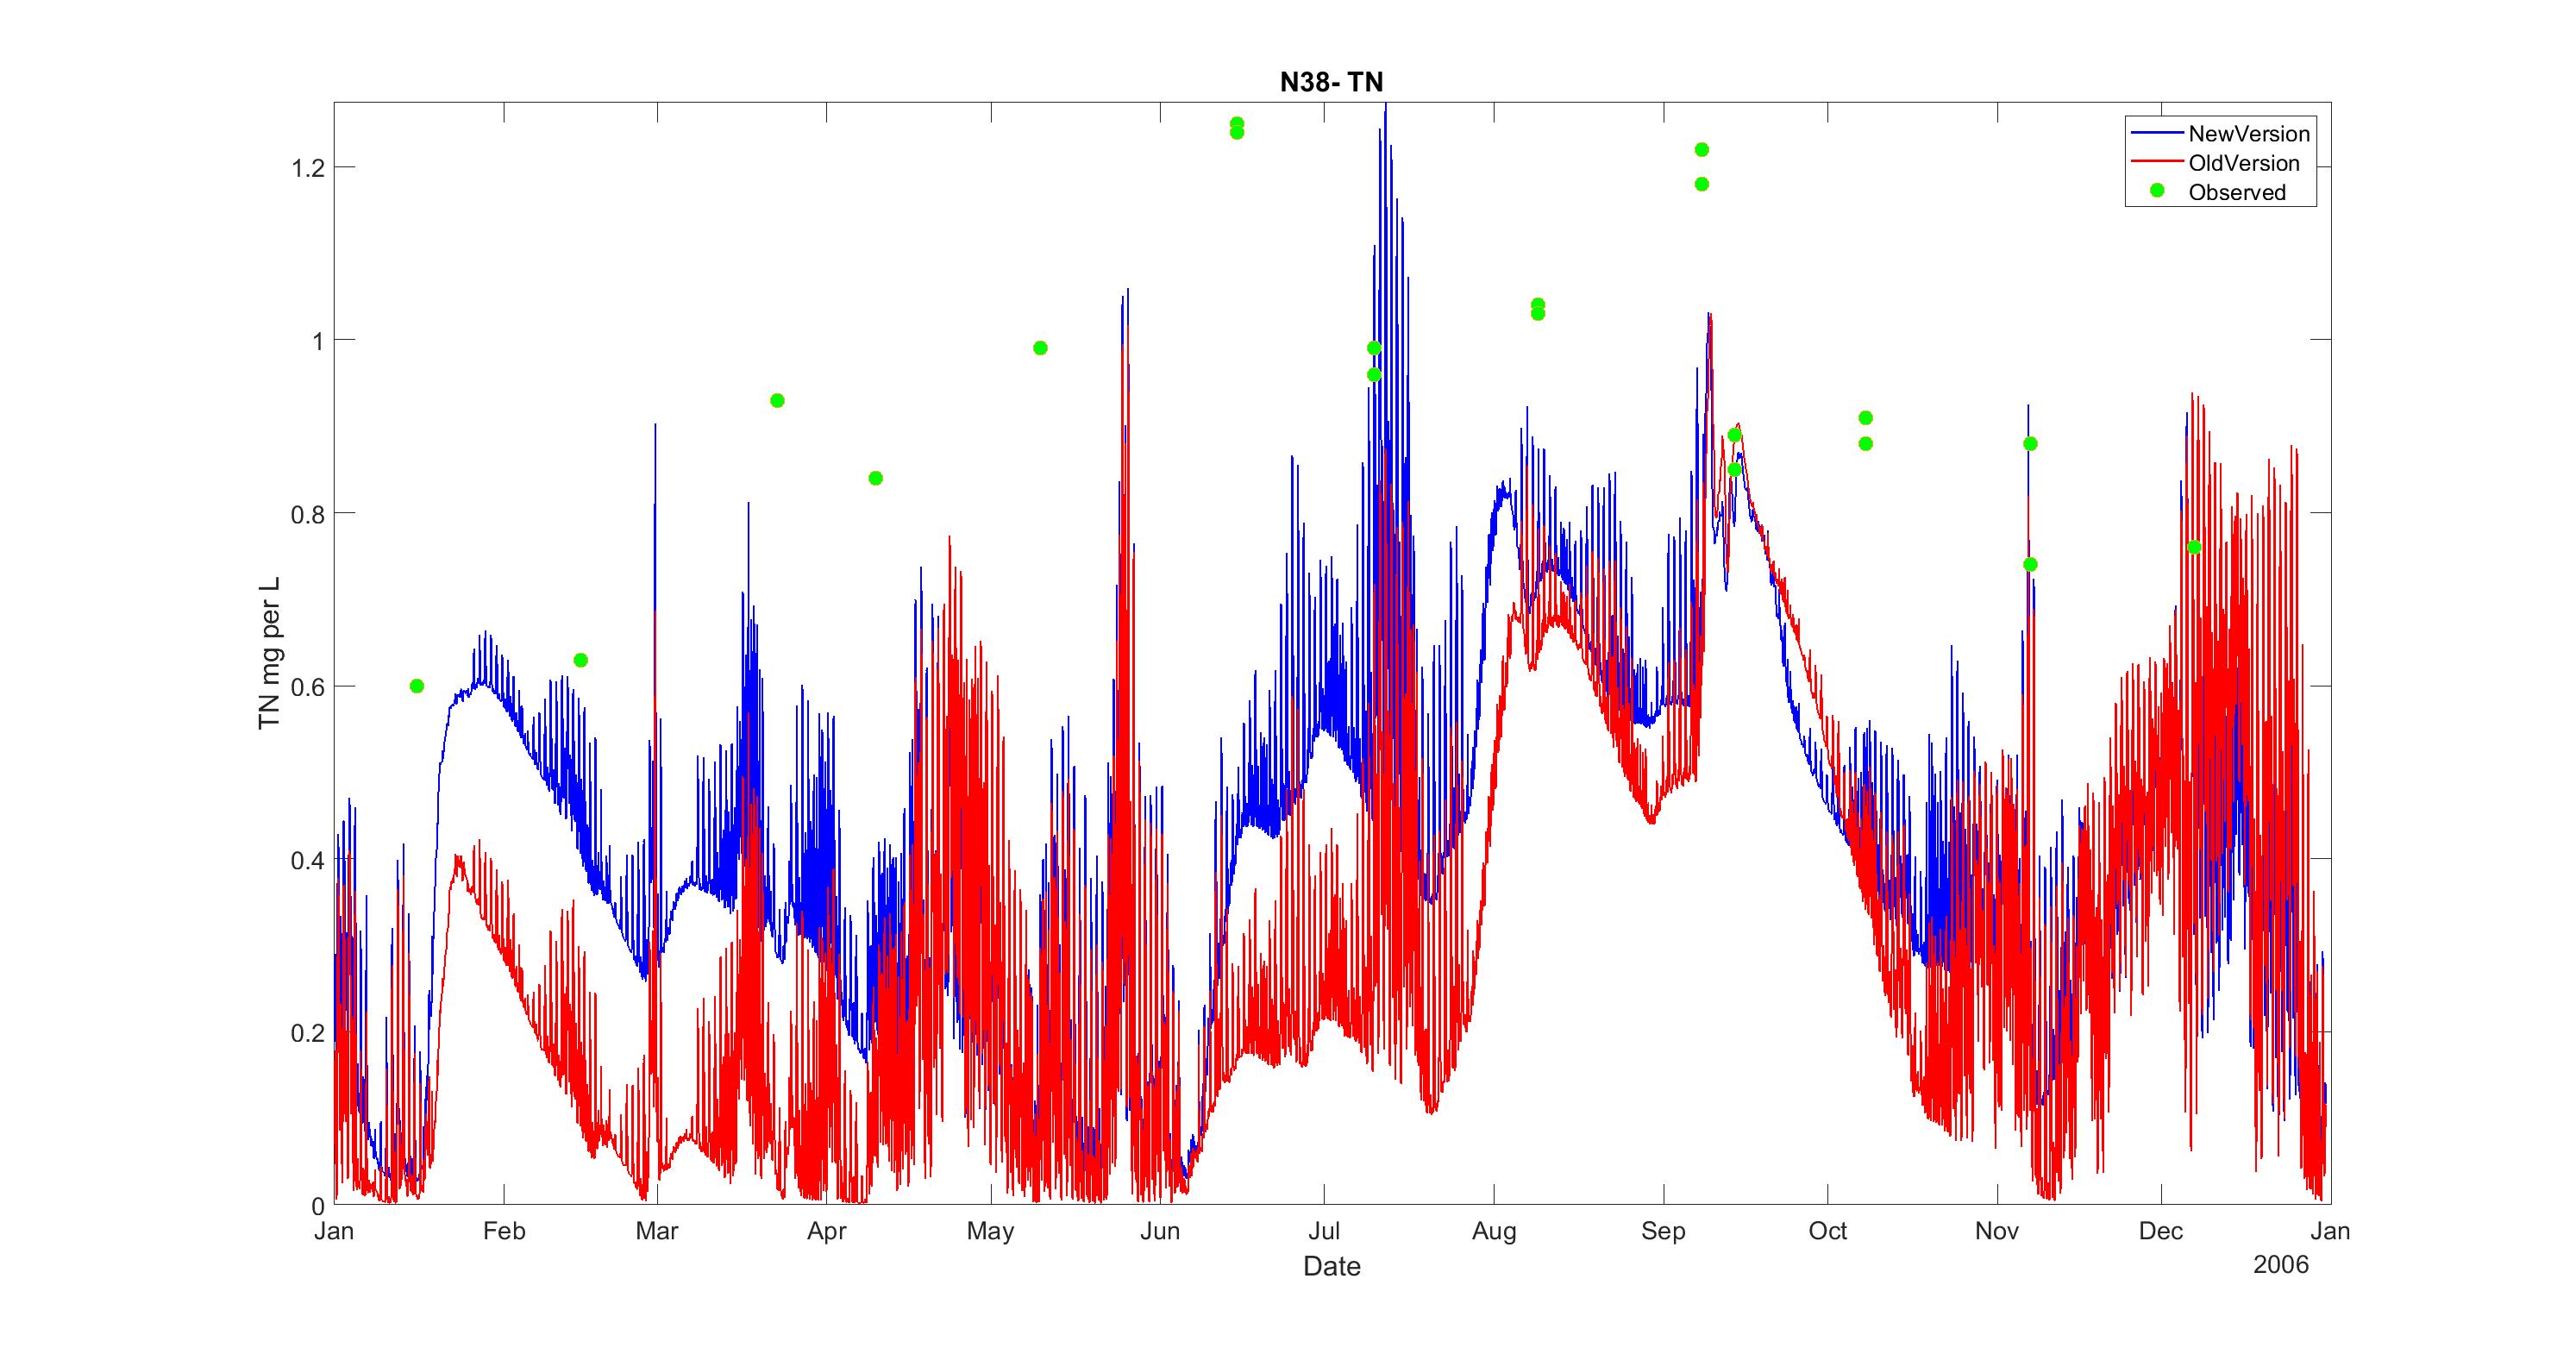 N38- TN
NewVersion
OldVersion
Observed
TN mg per L
1.2
1
0.8
0.6
0.4
0.2
0
Jan Feb Mar Apr May Jun Jul Aug Sep Oct Nov Dec Jan
Date
2006